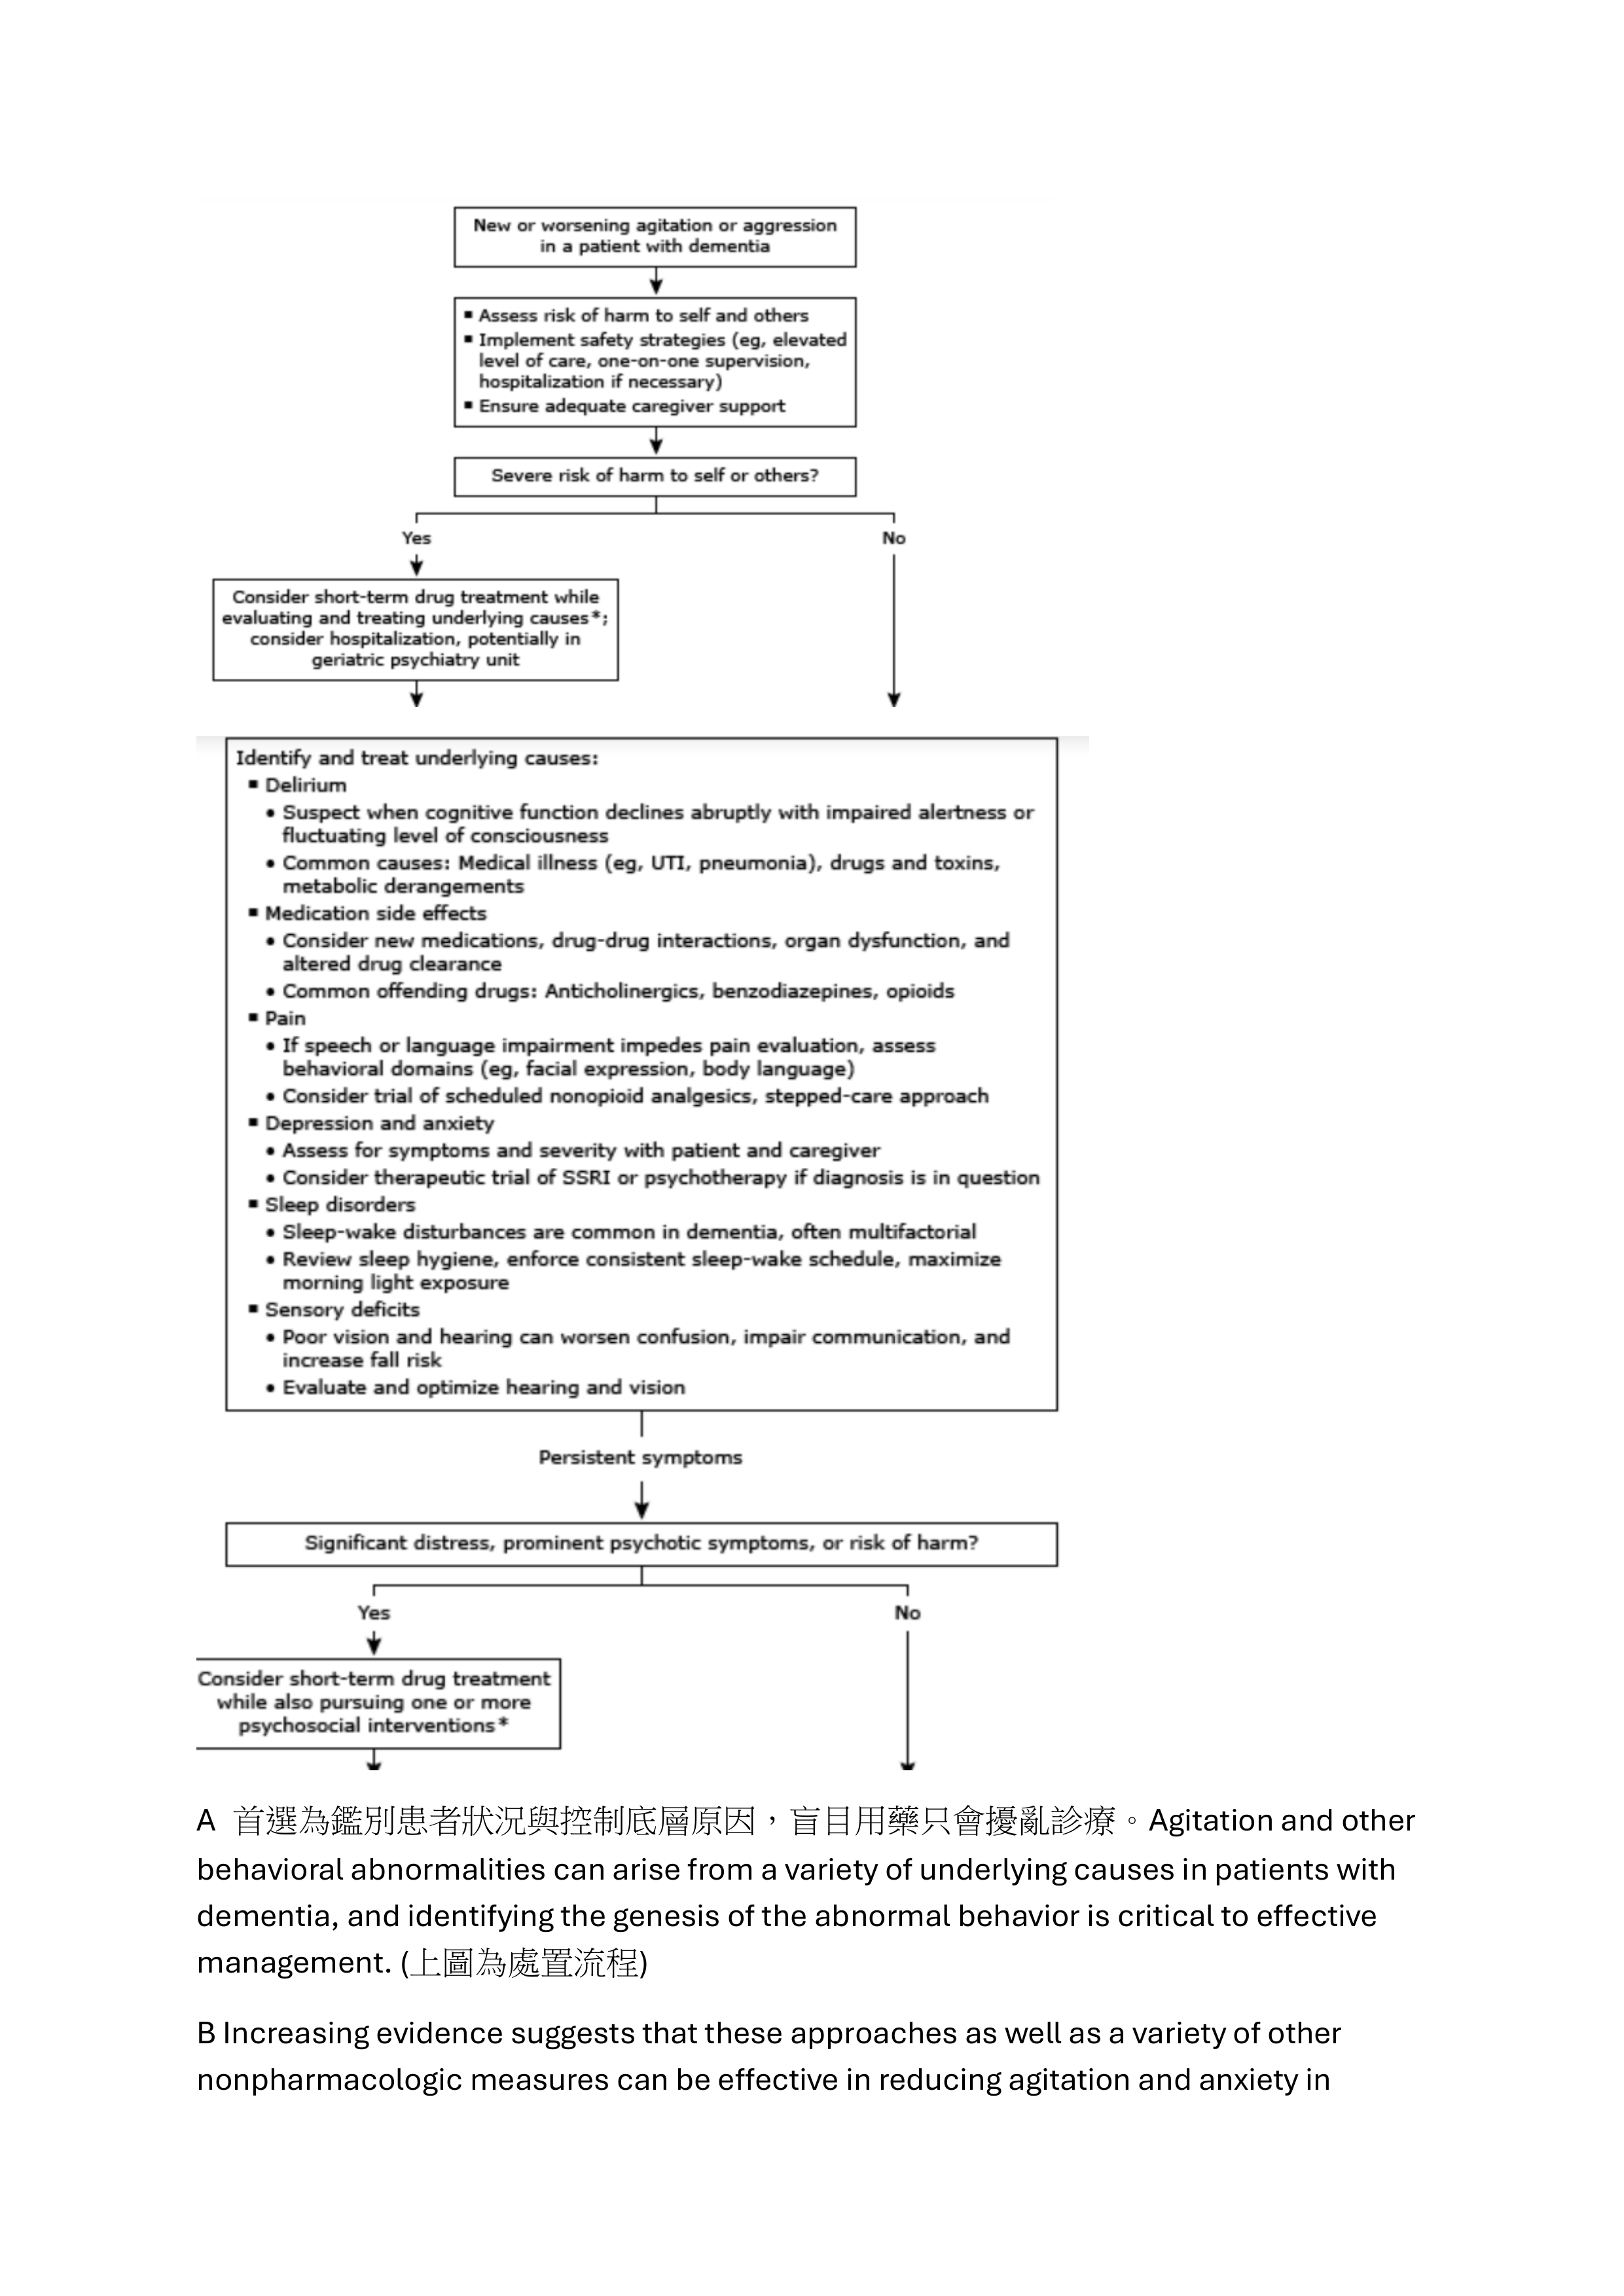 New or worsening agitation or aggression
in a patient with dementia
▪ Assess risk of harm to self and others
▪ Implement safety strategies (eg, elevated
level of care, one-on-one supervision,
hospitalization if necessary)
▪ Ensure adequate caregiver support
Severe risk of harm to self or others?
Yes
No
Consider short-term drug treatment while
evaluating and treating underlying causes*;
consider hospitalization, potentially in
geriatric psychiatry unit
Identify and treat underlying causes:
▪ Delirium
• Suspect when cognitive function declines abruptly with impaired alertness or
fluctuating level of consciousness
• Common causes: Medical illness (eg, UTI, pneumonia), drugs and toxins,
metabolic derangements
▪ Medication side effects
• Consider new medications, drug-drug interactions, organ dysfunction, and
altered drug clearance
• Common offending drugs: Anticholinergics, benzodiazepines, opioids
▪ Pain
• If speech or language impairment impedes pain evaluation, assess
behavioral domains (eg, facial expression, body language)
• Consider trial of scheduled nonopioid analgesics, stepped-care approach
▪ Depression and anxiety
• Assess for symptoms and severity with patient and caregiver
• Consider therapeutic trial of SSRI or psychotherapy if diagnosis is in question
▪ Sleep disorders
• Sleep-wake disturbances are common in dementia, often multifactorial
• Review sleep hygiene, enforce consistent sleep-wake schedule, maximize
morning light exposure
▪ Sensory deficits
• Poor vision and hearing can worsen confusion, impair communication, and
increase fall risk
• Evaluate and optimize hearing and vision
Persistent symptoms
Significant distress, prominent psychotic symptoms, or risk of harm?
Yes
No
Consider short-term drug treatment
while also pursuing one or more
psychosocial interventions*
A 首選為鑑別患者狀況與控制底層原因，盲目用藥只會擾亂診療。Agitation and other
behavioral abnormalities can arise from a variety of underlying causes in patients with
dementia, and identifying the genesis of the abnormal behavior is critical to effective
management. (上圖為處置流程)
B Increasing evidence suggests that these approaches as well as a variety of other
nonpharmacologic measures can be effective in reducing agitation and anxiety in